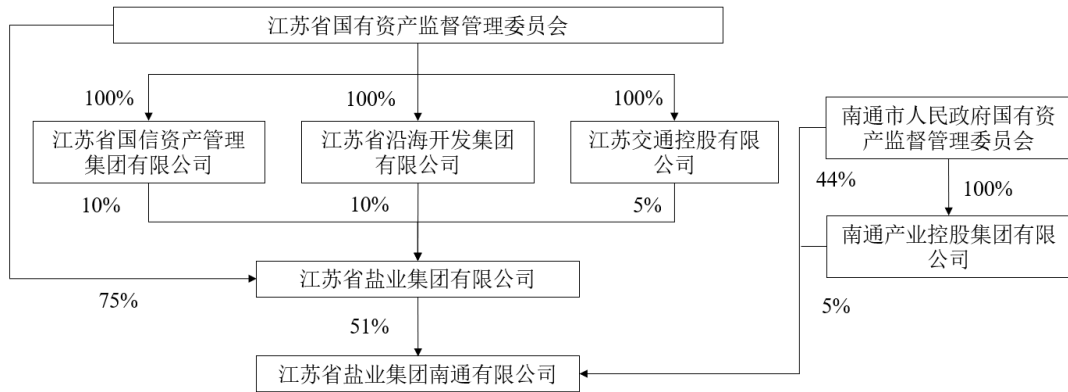 江苏省国有资产监督管理委员会
100%
100%
100%
江苏省国信资产管理
集团有限公司
江苏省沿海开发集团
有限公司
江苏交通控股有限
公司
南通市人民政府国有资
产监督管理委员会
10%
10%
5%
44%
100%
南通产业控股集团有限
公司
江苏省盐业集团有限公司
75%
5%
51%
江苏省盐业集团南通有限公司